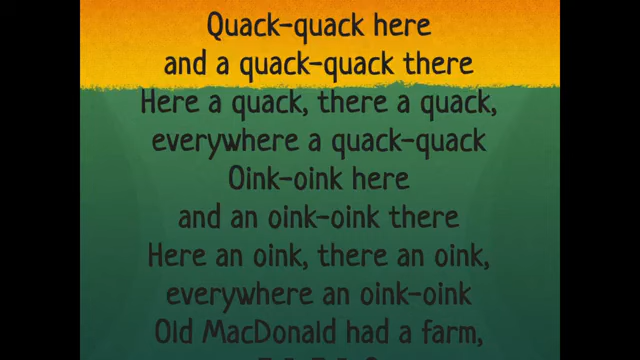 Quack-quack here
and a quack-quack there
Here a quack, there a quack,
everywhere a quack-quack
Oink-oink here
and an oink-oink there
Here an oink, there an oink,
everywhere an oink-oink
Old MacDonald had a farm,